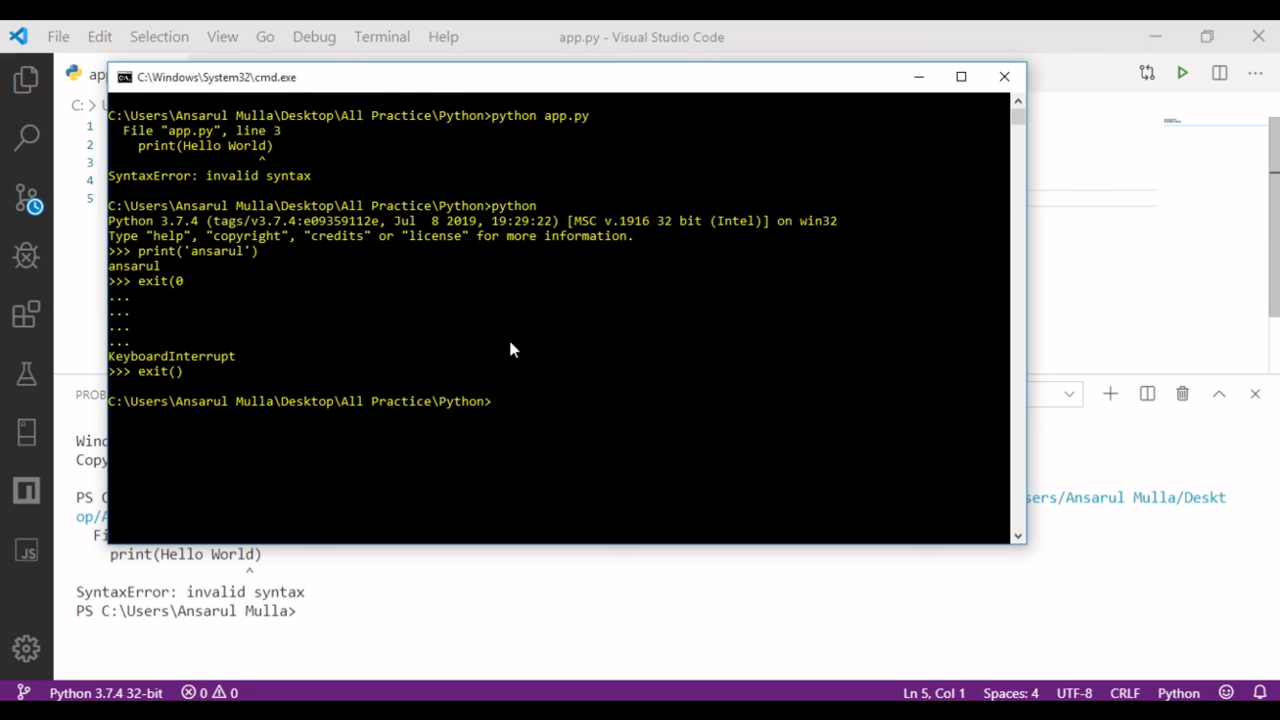 File Edit Selection View Go Debug Terminal Help app.py - Visual Studio Code
C:\Windows\System32\cmd.exe
C:\Users\Ansarul Mulla\Desktop\All Practice\Python>python app.py
File "app.py", line 3
print(Hello World)
^
SyntaxError: invalid syntax
C:\Users\Ansarul Mulla\Desktop\All Practice\Python>python
Python 3.7.4 (tags/v3.7.4:e09359112e, Jul 8 2019, 19:29:22) [MSC v.1916 32 bit (Intel)] on win32
Type "help", "copyright", "credits" or "license" for more information.
>>> print('ansarul')
ansarul
>>> exit(0
...
...
...
...
KeyboardInterrupt
>>> exit()
C:\Users\Ansarul Mulla\Desktop\All Practice\Python>
ap
C: >
1
2
3
4
5
PROB
Wind
Copy
PS C sers/Ansarul Mulla/Deskt
op/A
Fi
print(Hello World)
^
SyntaxError: invalid syntax
PS C:\Users\Ansarul Mulla>
JS
Python 3.7.4 32-bit 0 0 Ln 5, Col 1 Spaces: 4 UTF-8 CRLF Python